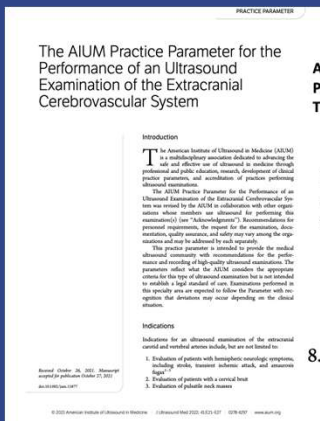 PRACTICE PARAMETER
The AIUM Practice Parameter for the
Performance of an Ultrasound
Examination of the Extracranial
Cerebrovascular System
Introduction
The American Institute of Ultrasound in Medicine (AIUM)
is a multidisciplinary association dedicated to advancing the
safe and effective use of ultrasound in medicine through
professional and public education, research, development of clinical
practice parameters, and accreditation of practices performing
ultrasound examinations.
The AIUM Practice Parameter for the Performance of an
Ultrasound Examination of the Extracranial Cerebrovascular Sys-
tem was revised by the AIUM in collaboration with other organi-
zations whose members use ultrasound for performing this
examination(s) (see "Acknowledgments"). Recommendations for
personnel requirements, the request for the examination, docu-
mentation, quality assurance, and safety may vary among the orga-
nizations and may be addressed by each separately.
This practice parameter is intended to provide the medical
ultrasound community with recommendations for the perfor-
mance and recording of high-quality ultrasound examinations. The
parameters reflect what the AIUM considers the appropriate
criteria for this type of ultrasound examination but is not intended
to establish a legal standard of care. Examinations performed in
this specialty area are expected to follow the Parameter with rec-
ognition that deviations may occur depending on the clinical
situation.
Indications
Indications for an ultrasound examination of the extracranial
carotid and vertebral arteries include, but are not limited to:
1. Evaluation of patients with hemispheric neurologic symptoms,
including stroke, transient ischemic attack, and amaurosis
fugax
2. Evaluation of patients with a cervical bruit
3. Evaluation of pulsatile neck masses
Received October 26, 2021. Manuscript
accepted for publication October 27, 2021.
© 2021 American Institute of Ultrasound in Medicine
www.aium.org
A
P
T
8.